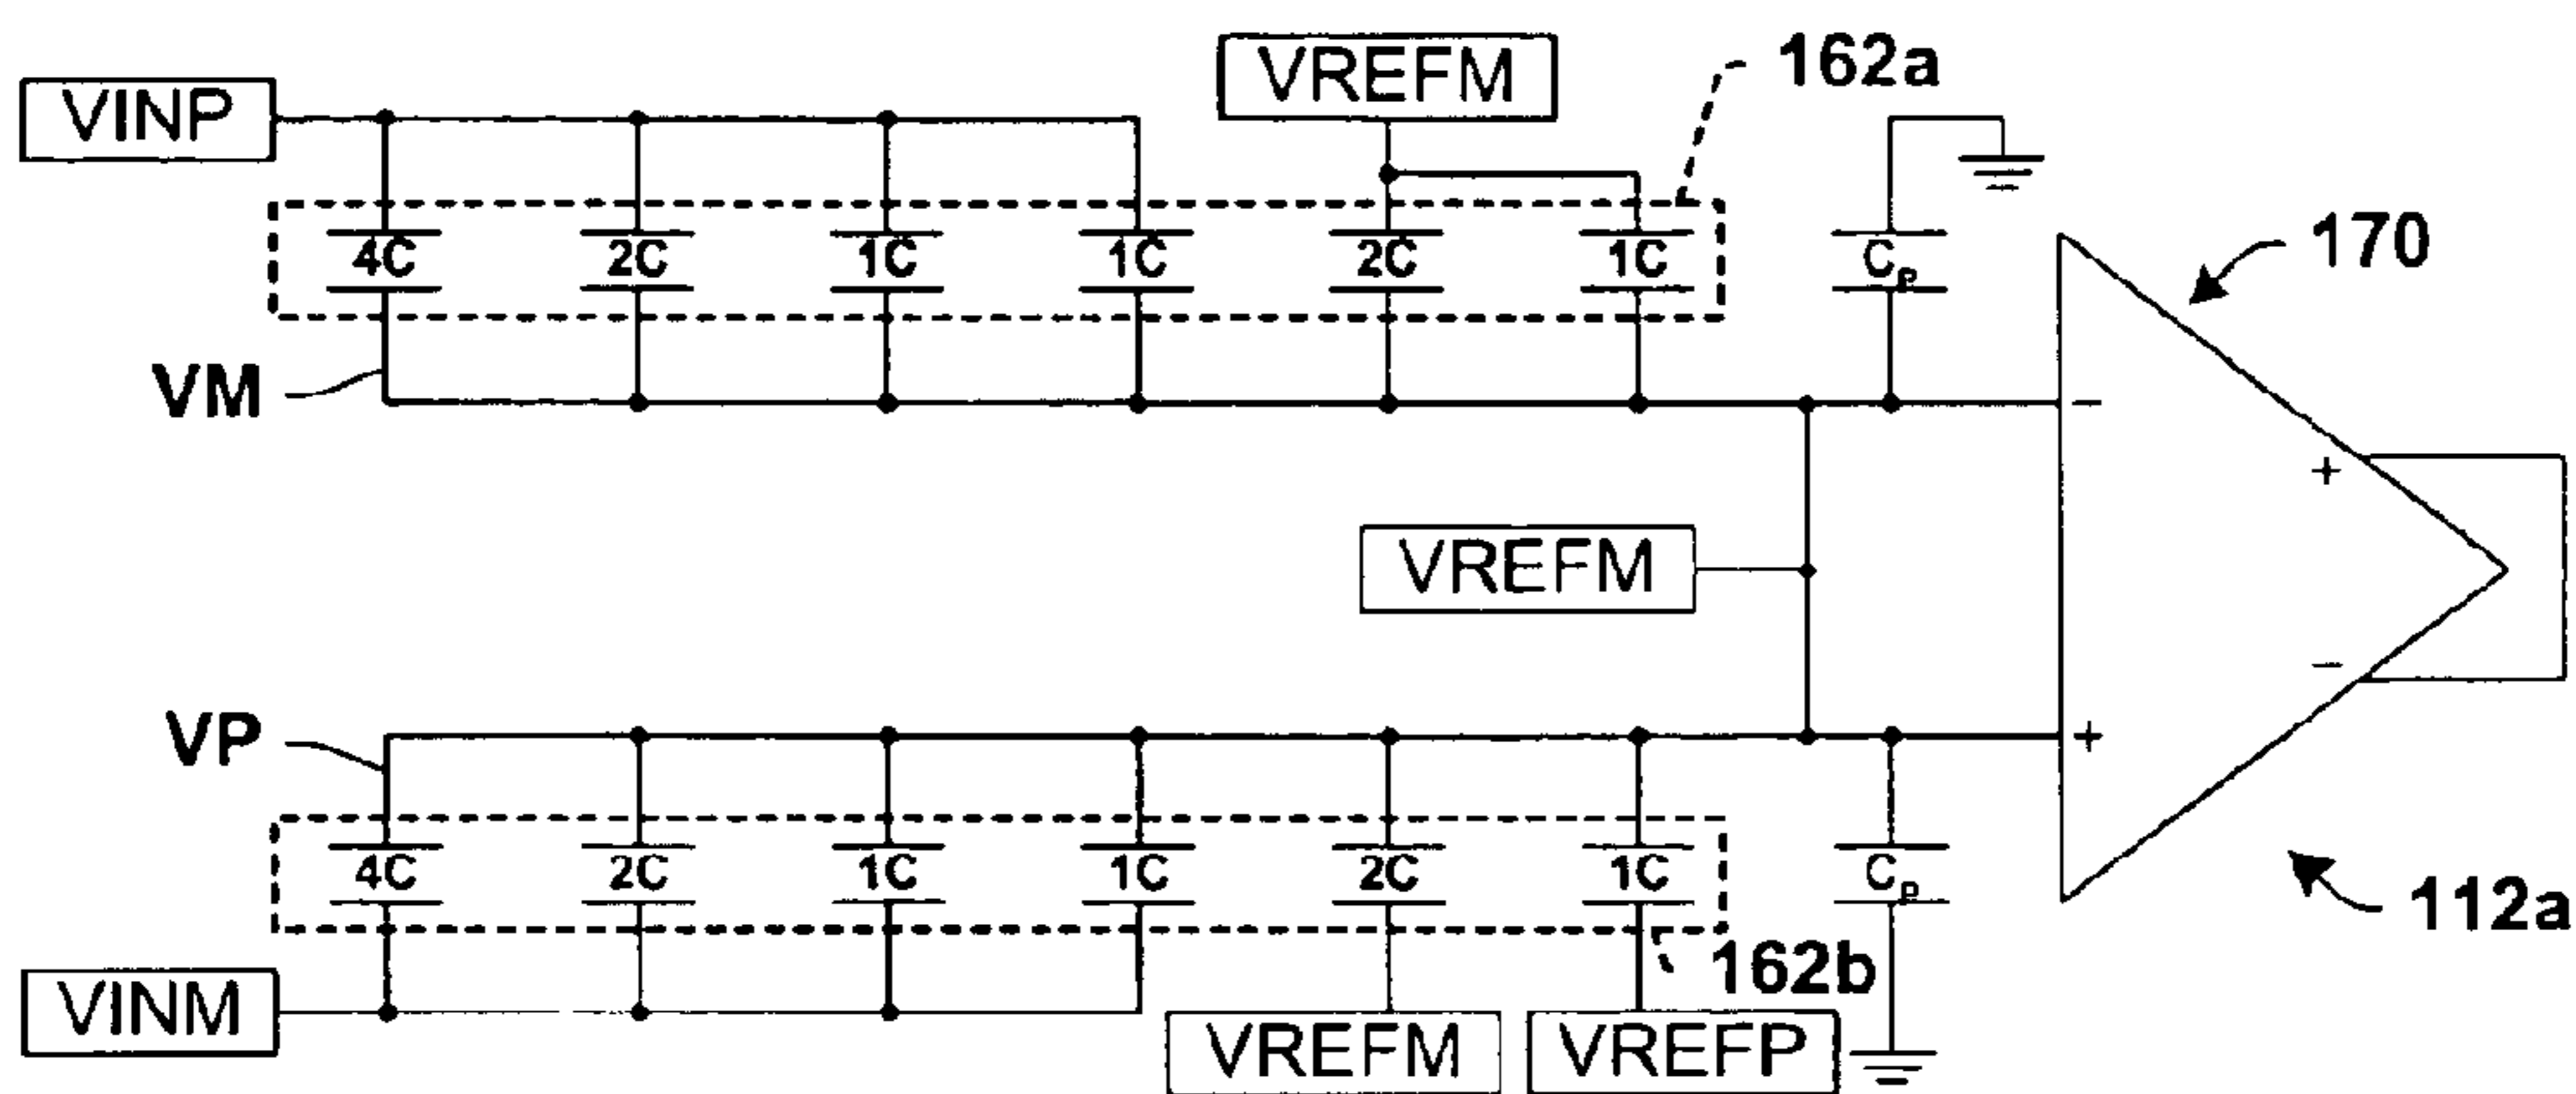 VREFM
162a
VINP
170
4C 2C 1C 1C 2C 1C CP
VM
−
+
VREFM
−
VP
+
4C 2C 1C 1C 2C 1C CP
112a
162b
VINM
VREFM
VREFP